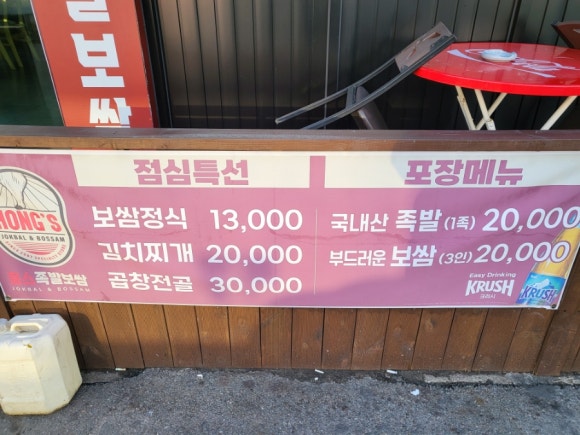 보쌈
점심특선
보쌈정식 13,000
김치찌개 20,000
곱창전골 30,000
포장메뉴
국내산 족발 (1족) 20,000
부드러운 보쌈 (3인) 20,000
Easy Drinking
KRUSH
크러시
KRUSH
HONG'S
JOKBAL & BOSSAM
족발보쌈
JOKBAL & BOSSAM